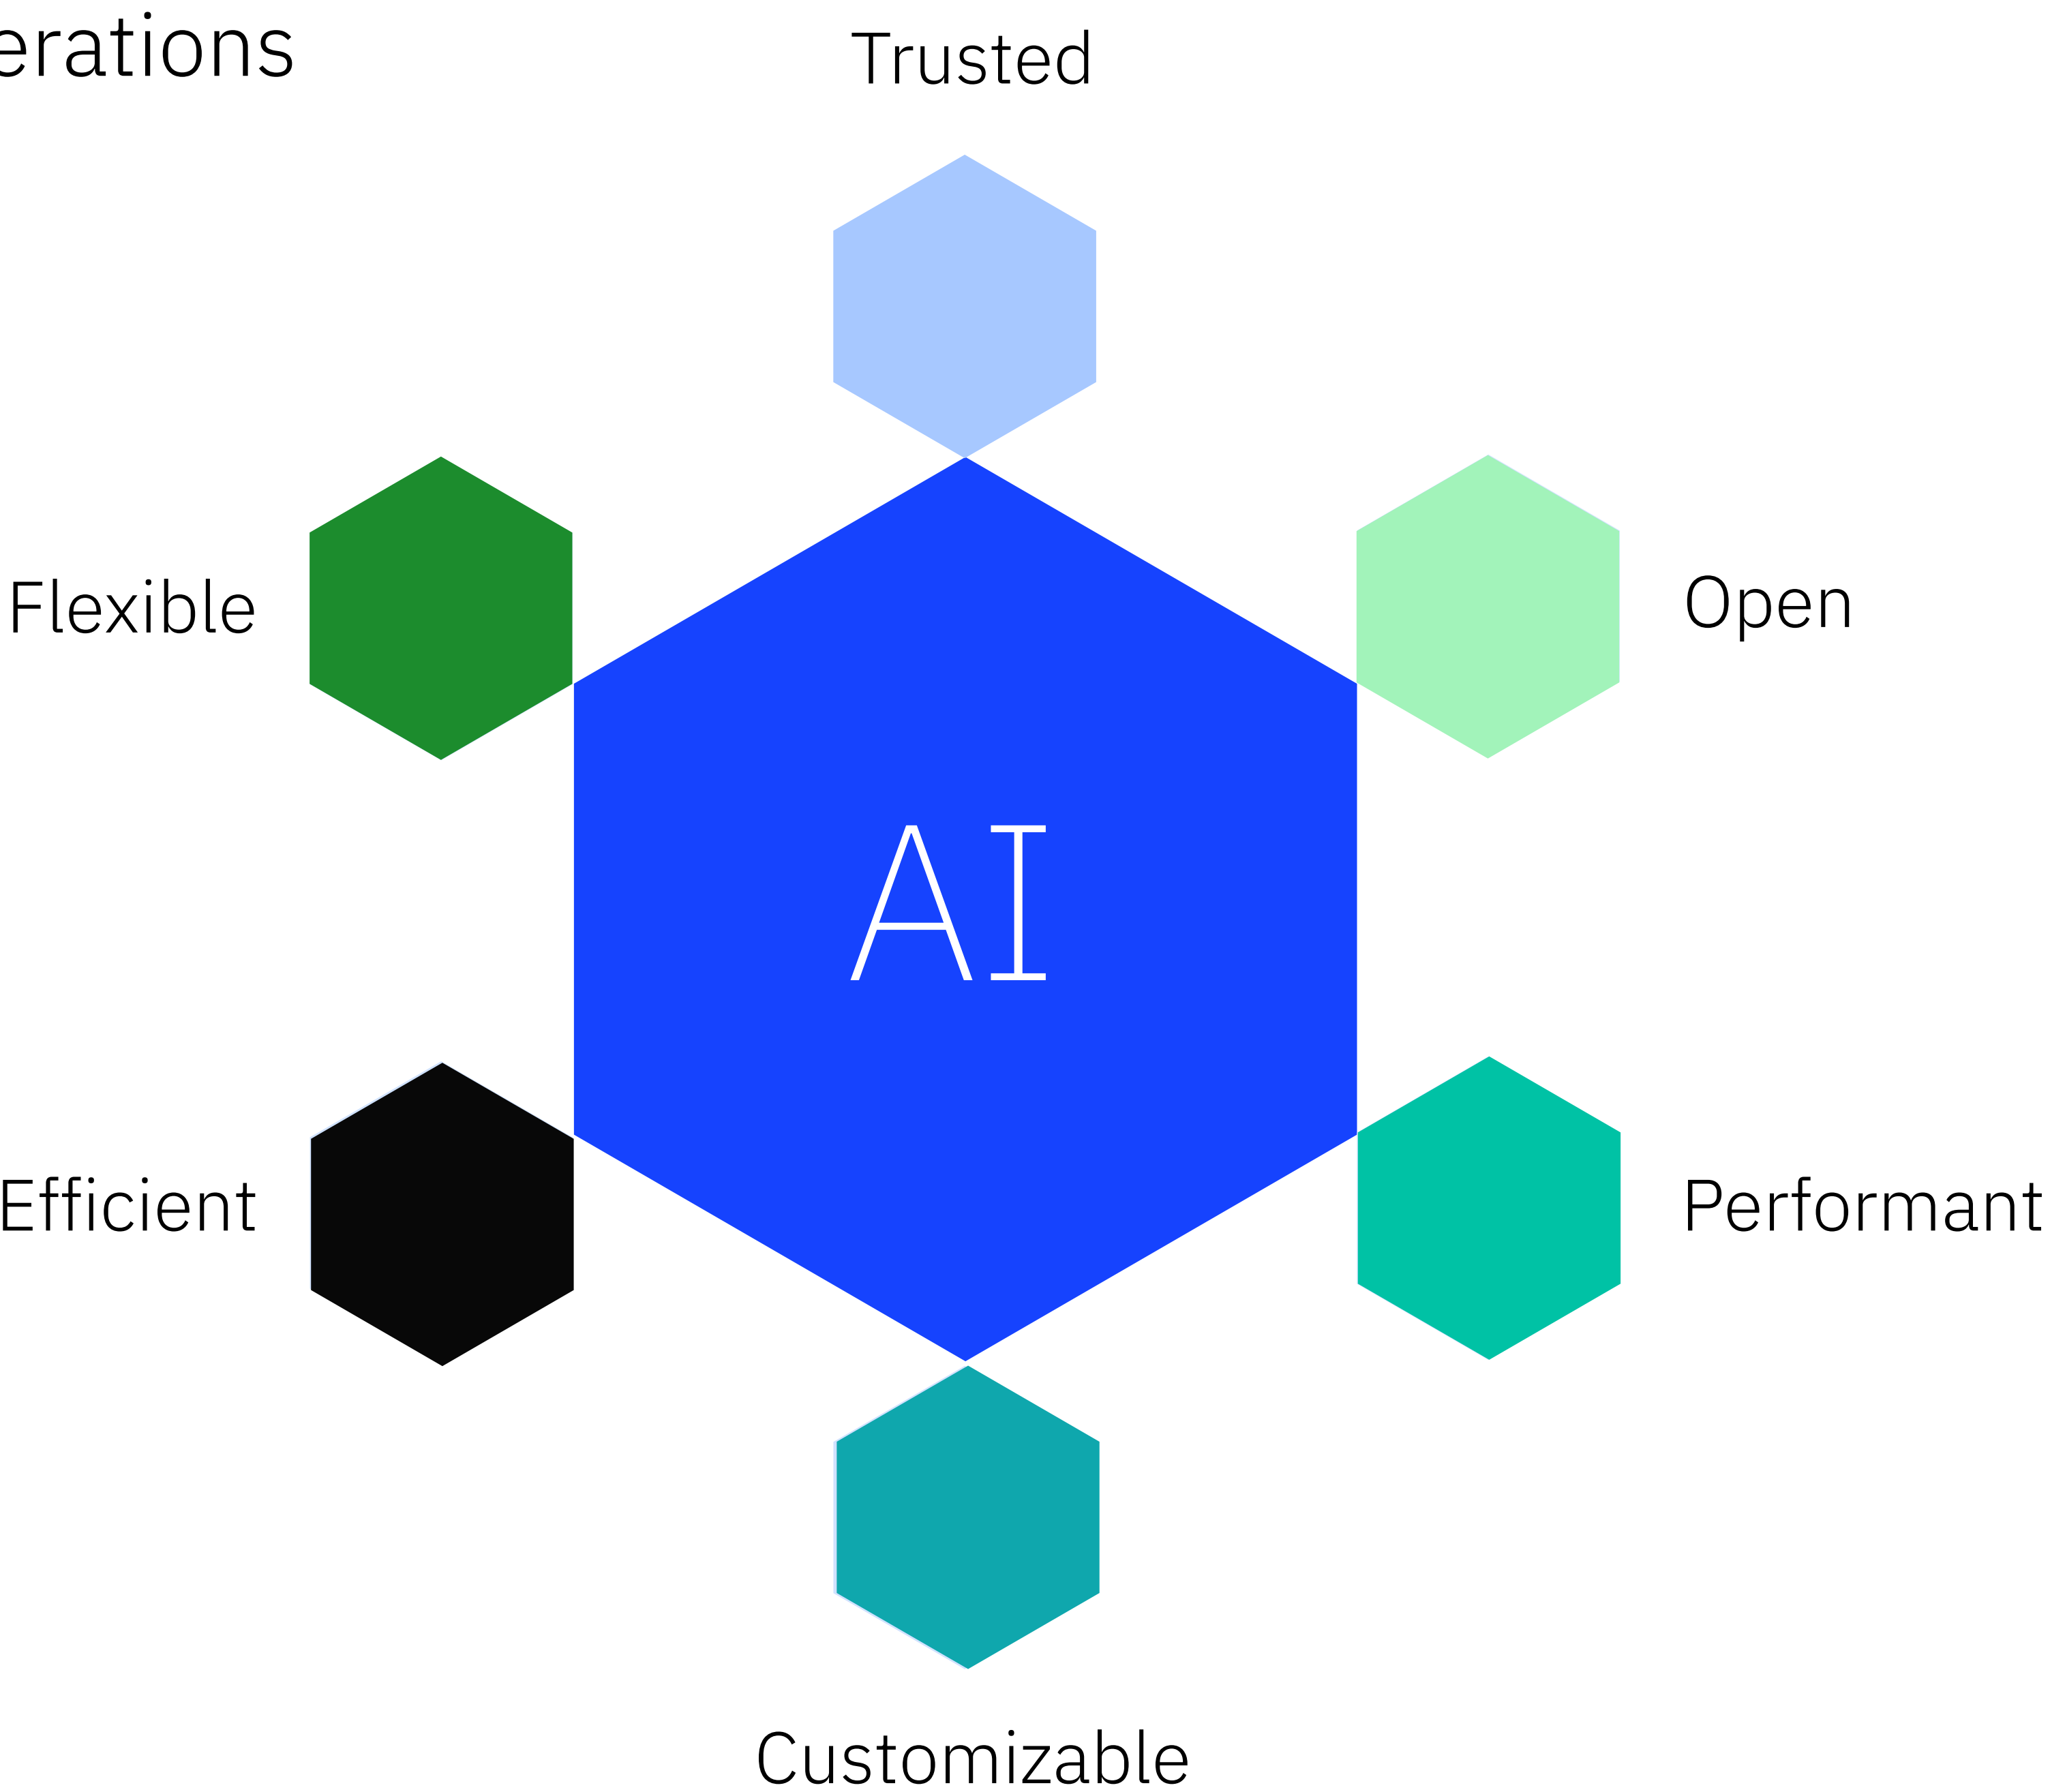 erations
Trusted
Flexible
Open
AI
Efficient
Performant
Customizable